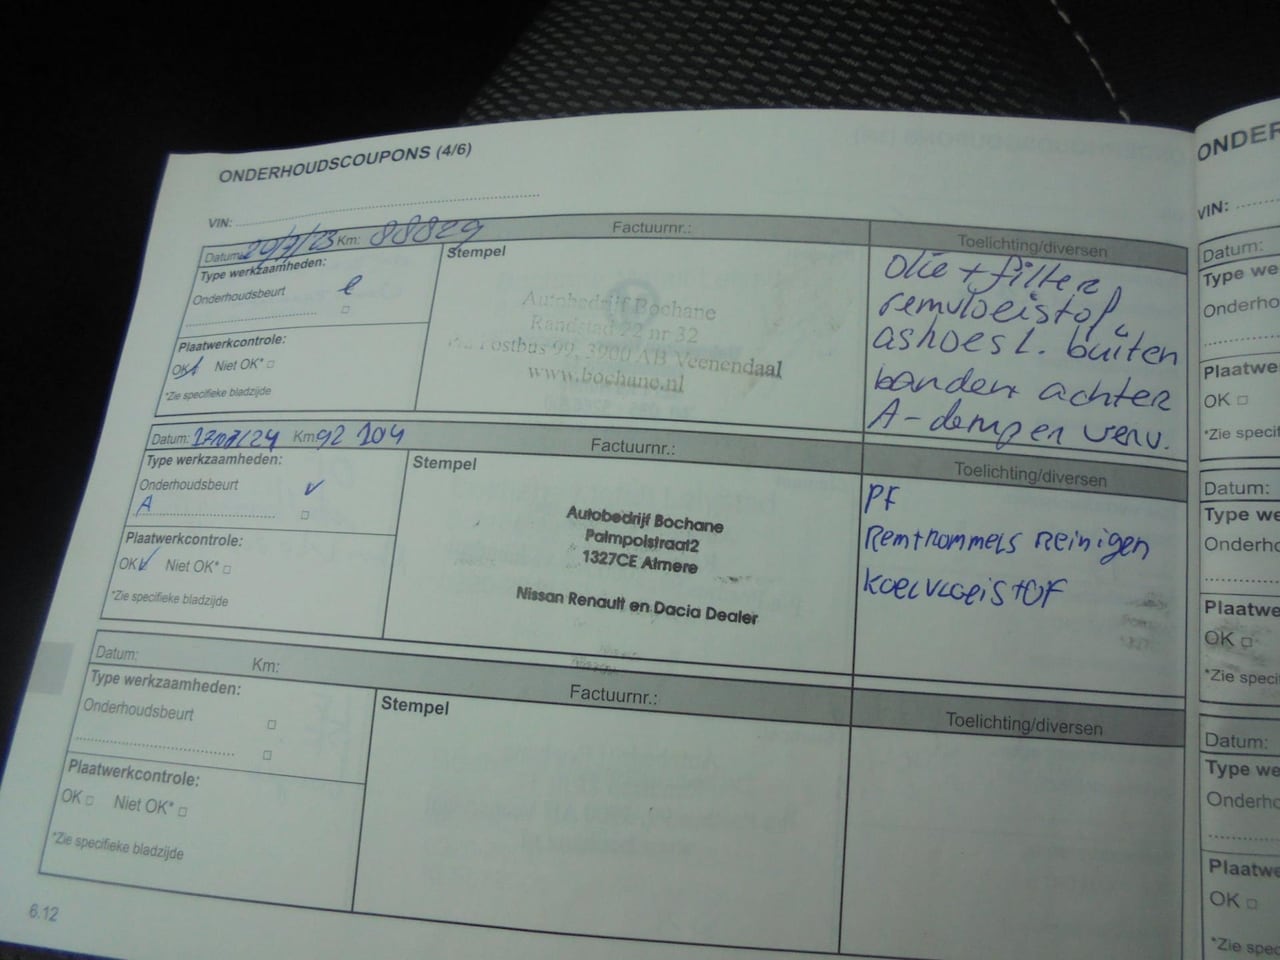 ONDERHOUDSCOUPONS (4/6)
VIN:
Datum: Km: 88829 Factuurnr.: Toelichting/diversen
Type werkzaamheden:
Onderhoudsbeurt
Plaatwerkcontrole:
OK Niet OK*
*Zie specifieke bladzijde
Stempel
Autobedrijf Bochane
Randstad 22 nr 32
Postbus 99, 3900 AB Veenendaal
www.bochane.nl
Olie + filter
remvloeistof
ashoes L. buiten
banden achter
A-dempen verv.
Datum: Km: 92 104 Factuurnr.: Toelichting/diversen
Type werkzaamheden:
Onderhoudsbeurt
A
Plaatwerkcontrole:
OK Niet OK*
*Zie specifieke bladzijde
Stempel
Autobedrijf Bochane
Palmpolstraat2
1327CE Almere
Nissan Renault en Dacia Dealer
PF
Remtrommels reinigen
koelvloeistof
Datum: Km: Factuurnr.: Toelichting/diversen
Type werkzaamheden:
Onderhoudsbeurt
Plaatwerkcontrole:
OK Niet OK*
*Zie specifieke bladzijde
Stempel
6.12
ONDER
VIN:
Datum:
Type we
Onderho
Plaatwe
OK
*Zie specif
Datum:
Type we
Onderho
Plaatwe
OK
*Zie speci
Datum:
Type we
Onderho
Plaatwe
OK
*Zie spec